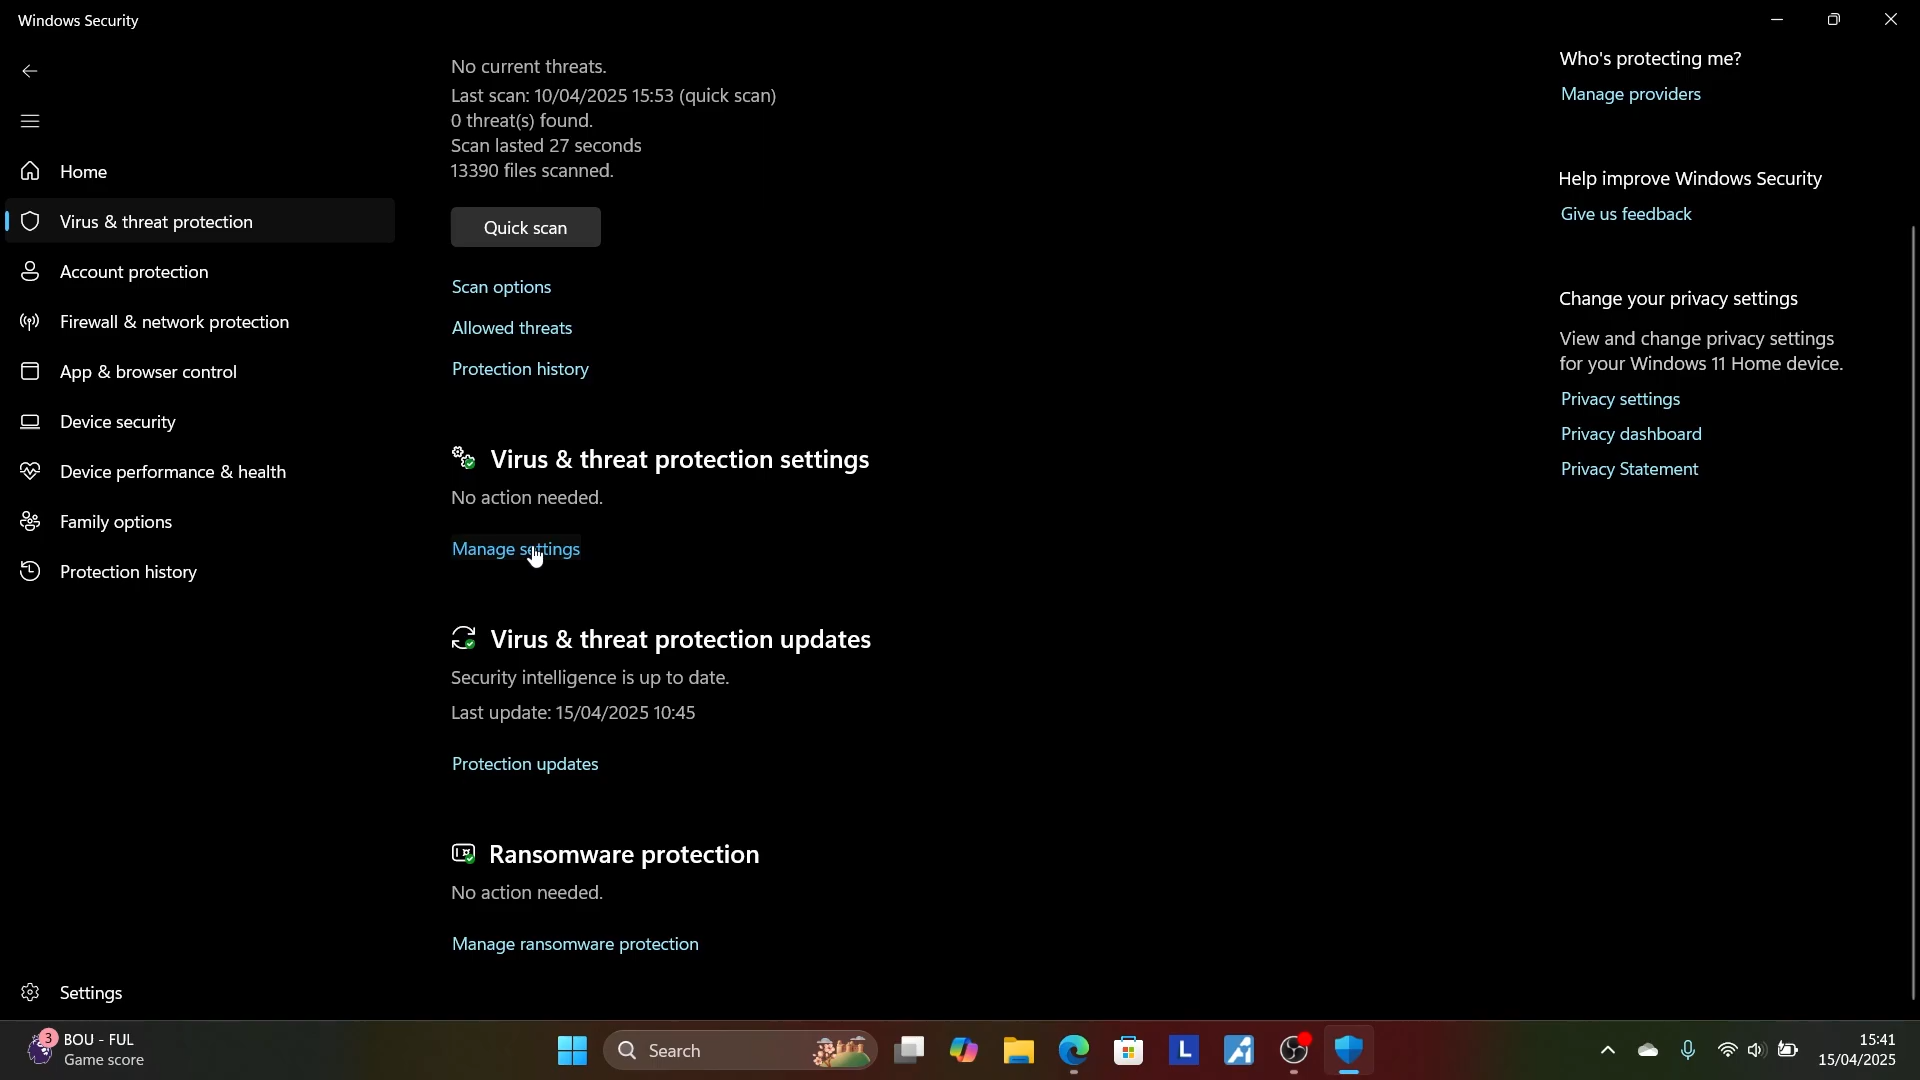 Windows Security
Home
Virus & threat protection
Account protection
Firewall & network protection
App & browser control
Device security
Device performance & health
Family options
Protection history
Settings
No current threats.
Last scan: 10/04/2025 15:53 (quick scan)
0 threat(s) found.
Scan lasted 27 seconds
13390 files scanned.
Quick scan
Scan options
Allowed threats
Protection history
Virus & threat protection settings
No action needed.
Manage settings
Virus & threat protection updates
Security intelligence is up to date.
Last update: 15/04/2025 10:45
Protection updates
Ransomware protection
No action needed.
Manage ransomware protection
Who's protecting me?
Manage providers
Help improve Windows Security
Give us feedback
Change your privacy settings
View and change privacy settings
for your Windows 11 Home device.
Privacy settings
Privacy dashboard
Privacy Statement
3
BOU - FUL
Game score
Search
L
15:41
15/04/2025